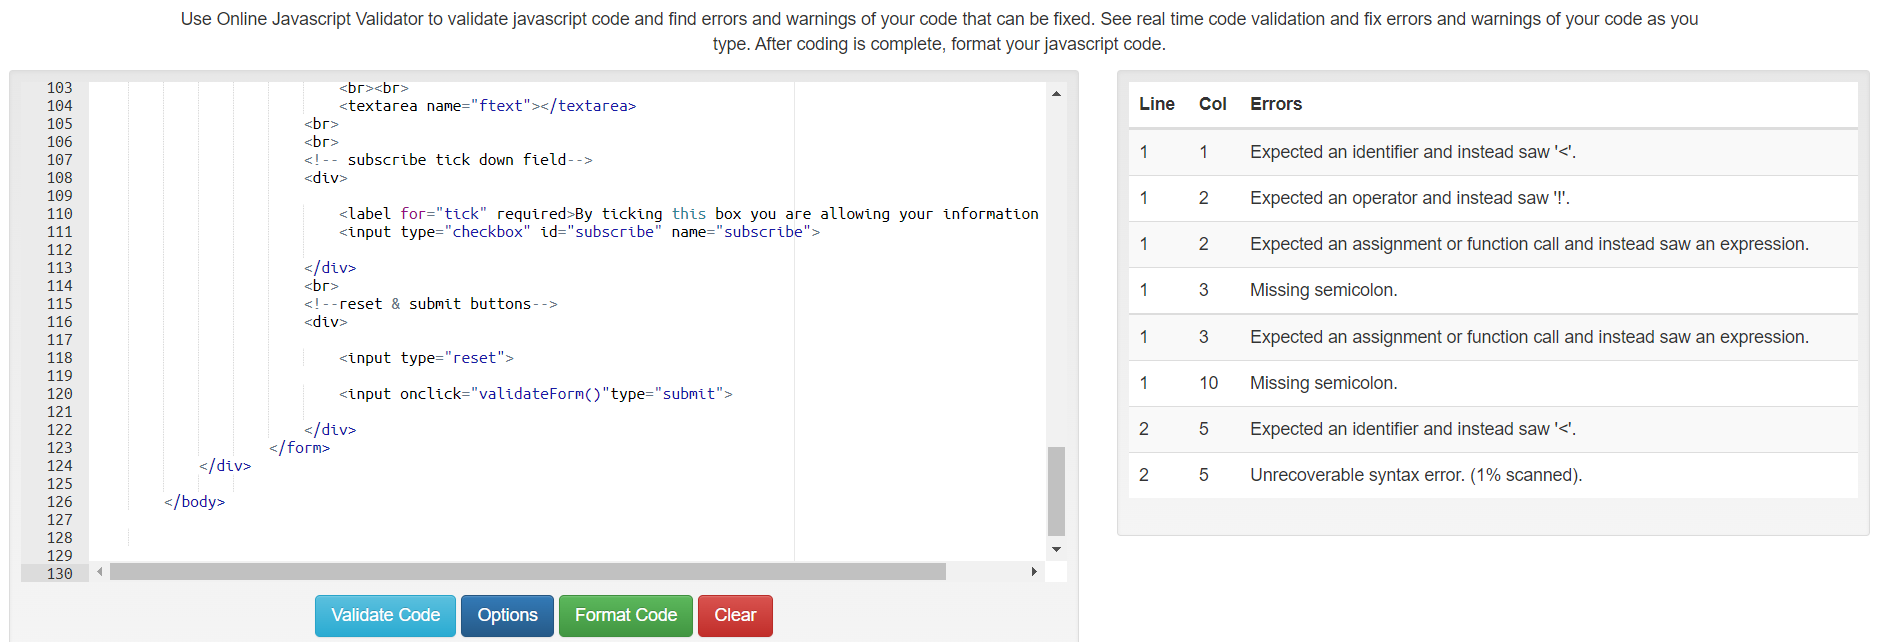 Use Online Javascript Validator to validate javascript code and find errors and warnings of your code that can be fixed. See real time code validation and fix errors and warnings of your code as you
type. After coding is complete, format your javascript code.
103 <br><br>
104 <textarea name="ftext"></textarea>
105 <br>
106 <br>
107 <!-- subscribe tick down field-->
108 <div>
109
110 <label for="tick" required>By ticking this box you are allowing your information
111 <input type="checkbox" id="subscribe" name="subscribe">
112
113 </div>
114 <br>
115 <!--reset & submit buttons-->
116 <div>
117
118 <input type="reset">
119
120 <input onclick="validateForm()"type="submit">
121
122 </div>
123 </form>
124 </div>
125
126 </body>
127
128
129
130
Validate Code Options Format Code Clear
Line Col Errors
1 1 Expected an identifier and instead saw '<'.
1 2 Expected an operator and instead saw '!'.
1 2 Expected an assignment or function call and instead saw an expression.
1 3 Missing semicolon.
1 3 Expected an assignment or function call and instead saw an expression.
1 10 Missing semicolon.
2 5 Expected an identifier and instead saw '<'.
2 5 Unrecoverable syntax error. (1% scanned).